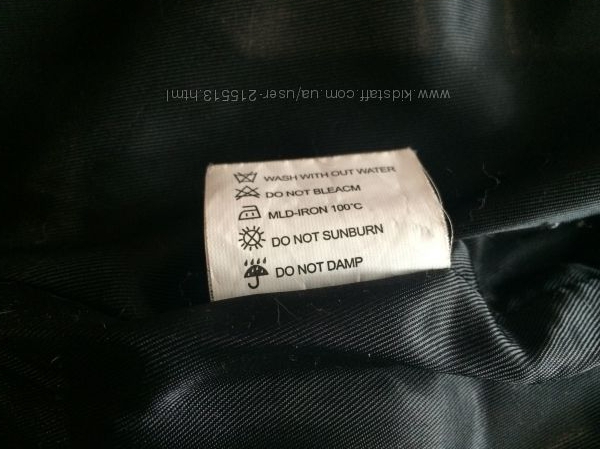 www.kidstaff.com.ua/user-215513.html
WASH WITH OUT WATER
DO NOT BLEACM
MLD-IRON 100°C
DO NOT SUNBURN
DO NOT DAMP